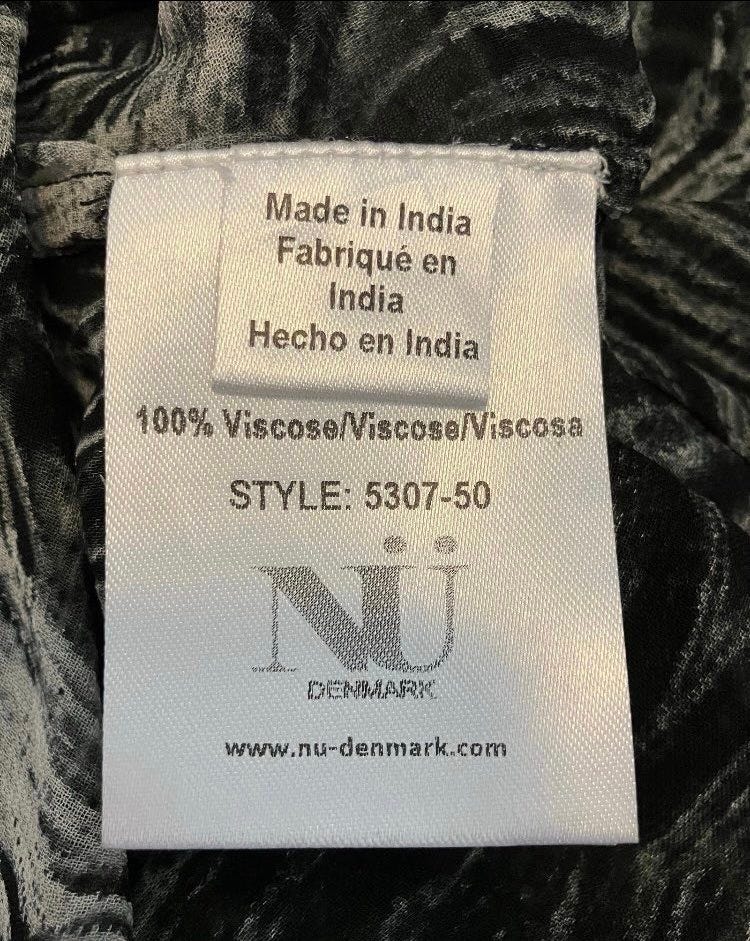 Made in India
Fabriqué en
India
Hecho en India
100% Viscose/Viscose/Viscosa
STYLE: 5307-50
NÜ
DENMARK
www.nu-denmark.com